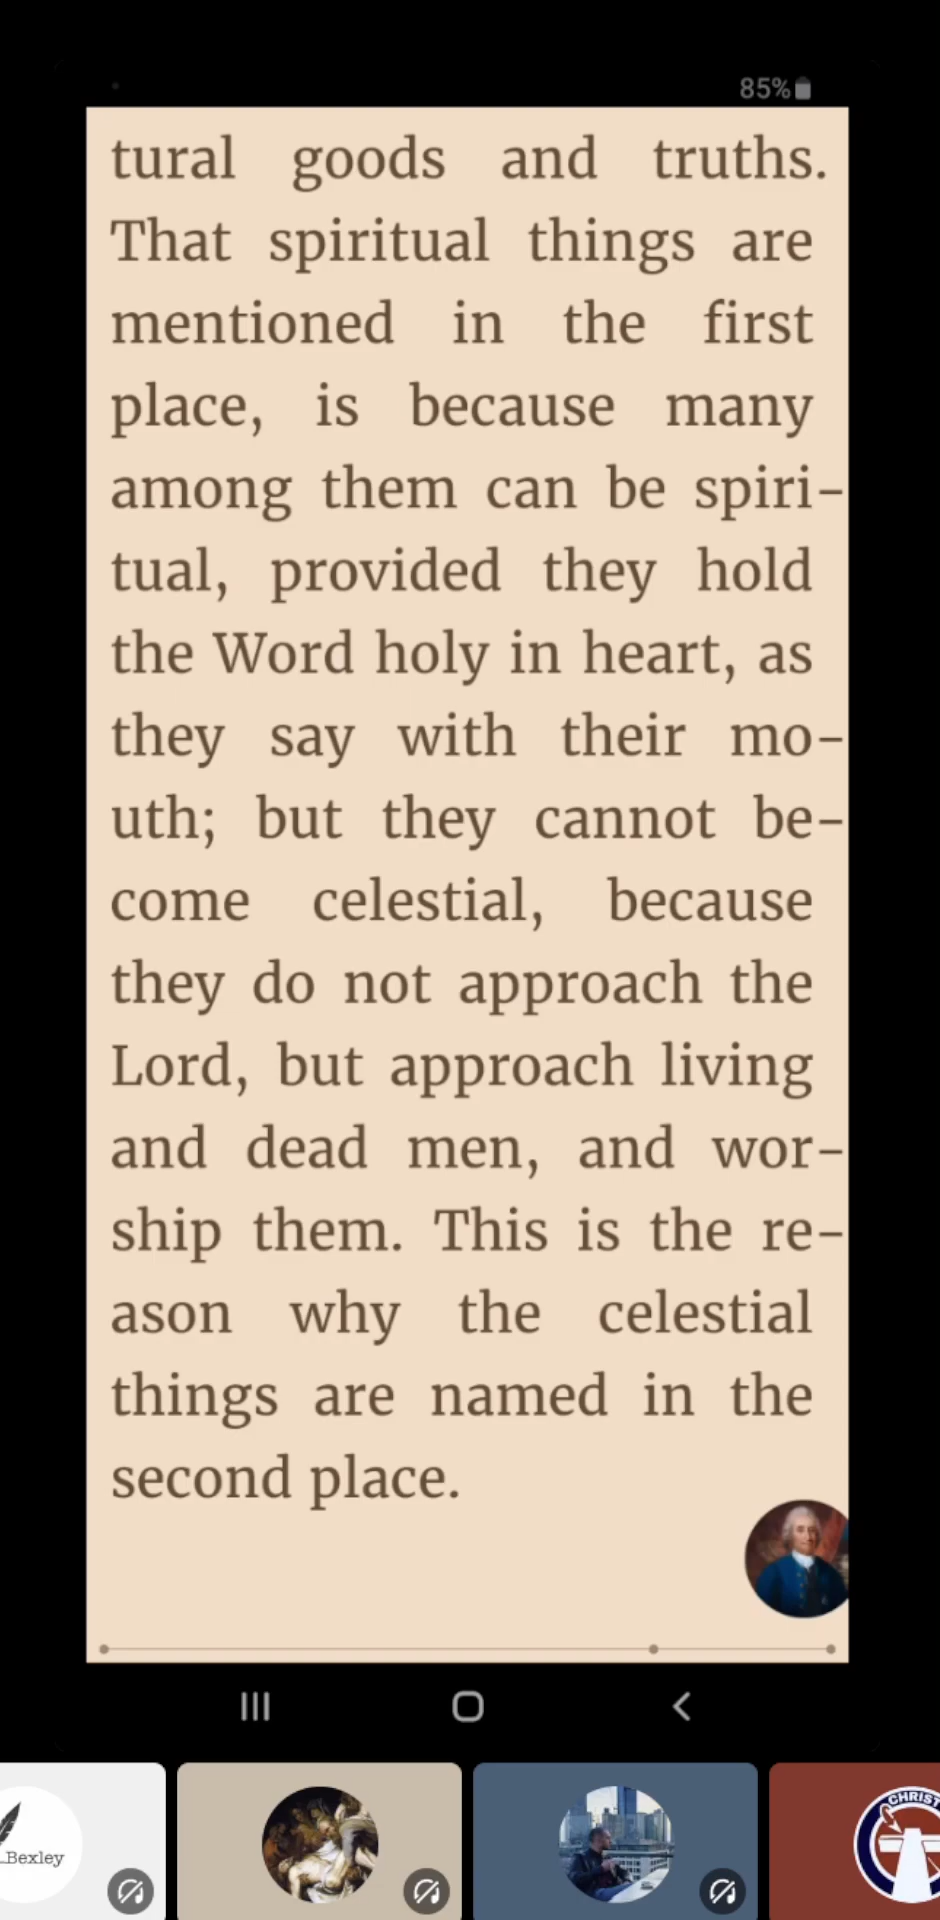 85%
tural goods and truths.
That spiritual things are
mentioned in the first
place, is because many
among them can be spiri-
tual, provided they hold
the Word holy in heart, as
they say with their mo-
uth; but they cannot be-
come celestial, because
they do not approach the
Lord, but approach living
and dead men, and wor-
ship them. This is the re-
ason why the celestial
things are named in the
second place.
Bexley
CHRIST